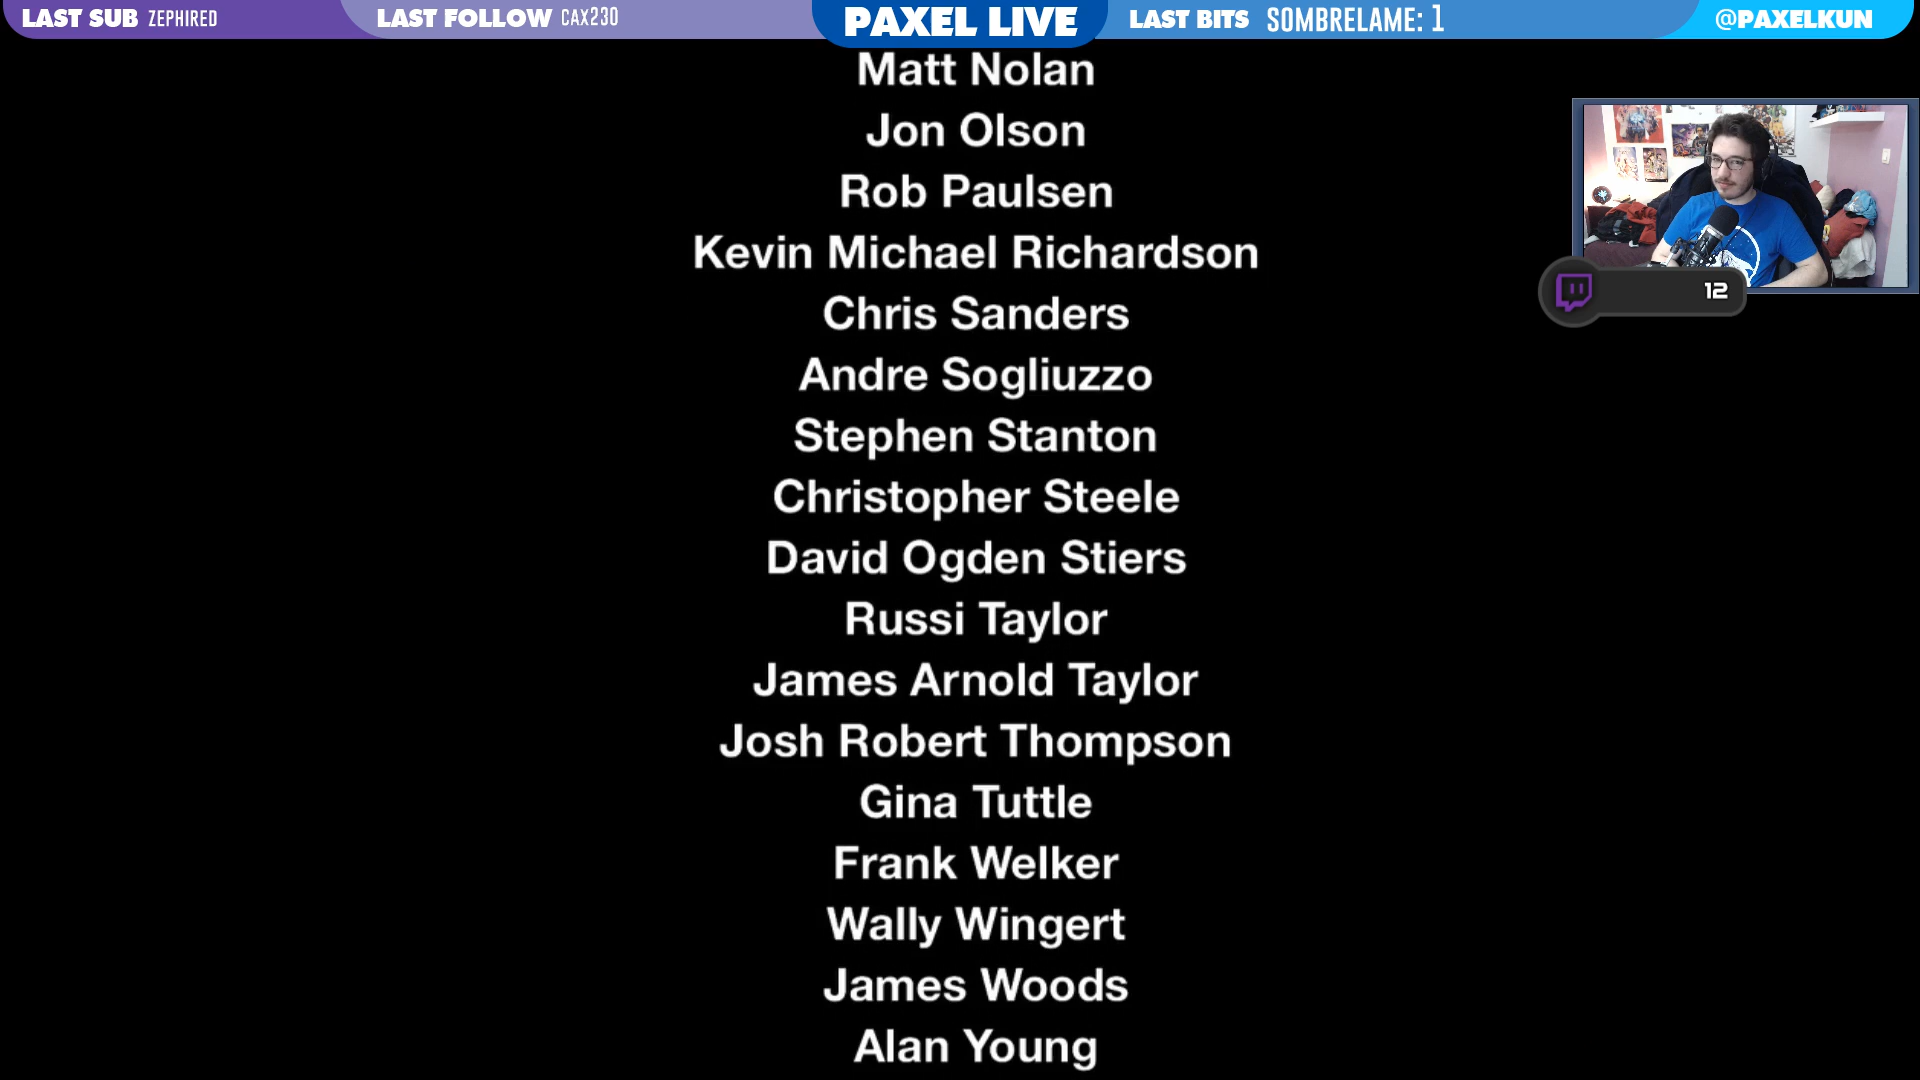 LAST SUB ZEPHIRED
LAST FOLLOW CAX230
PAXEL LIVE
LAST BITS SOMBRELAME: 1
@PAXELKUN
Matt Nolan
Jon Olson
Rob Paulsen
Kevin Michael Richardson
Chris Sanders
Andre Sogliuzzo
Stephen Stanton
Christopher Steele
David Ogden Stiers
Russi Taylor
James Arnold Taylor
Josh Robert Thompson
Gina Tuttle
Frank Welker
Wally Wingert
James Woods
Alan Young
12